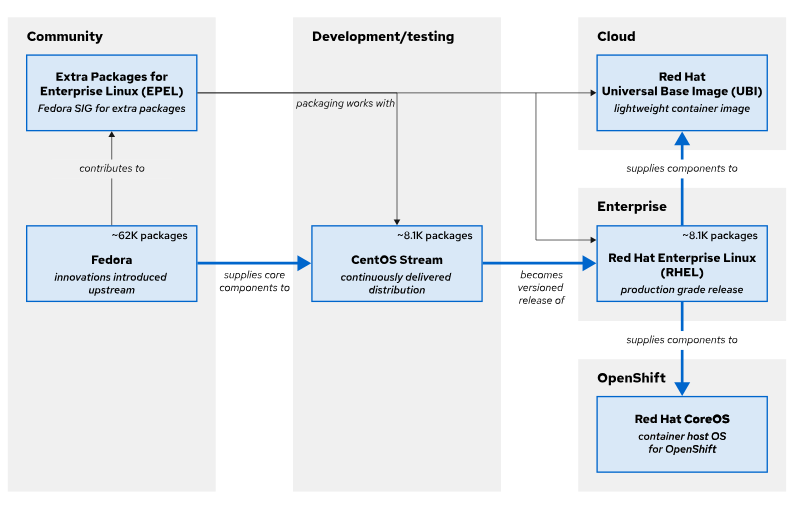 Community
Development/testing
Cloud
Extra Packages for
Enterprise Linux (EPEL)
Fedora SIG for extra packages
packaging works with
Red Hat
Universal Base Image (UBI)
lightweight container image
contributes to
supplies components to
Enterprise
~62K packages
Fedora
innovations introduced
upstream
supplies core
components to
~8.1K packages
CentOS Stream
continuously delivered
distribution
becomes
versioned
release of
~8.1K packages
Red Hat Enterprise Linux
(RHEL)
production grade release
supplies components to
OpenShift
Red Hat CoreOS
container host OS
for OpenShift